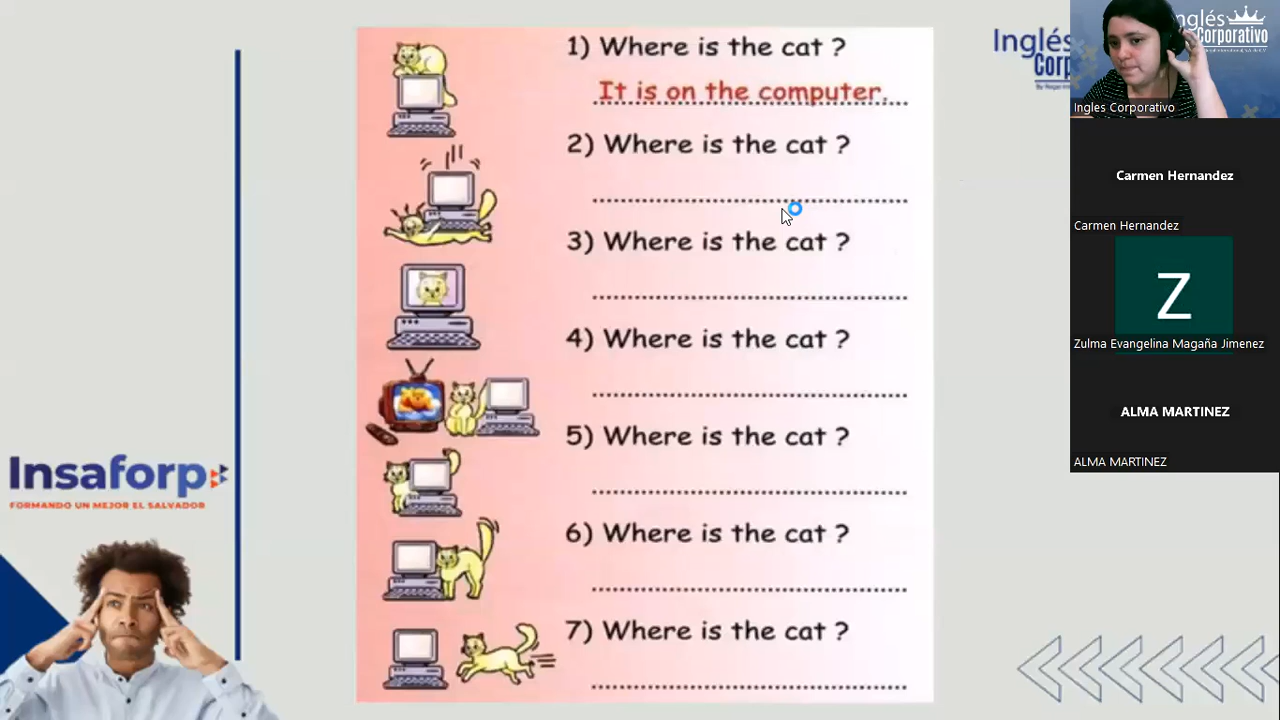 1) Where is the cat ?
It is on the computer.
2) Where is the cat ?
3) Where is the cat ?
4) Where is the cat ?
5) Where is the cat ?
6) Where is the cat ?
7) Where is the cat ?
Insaforp
FORMANDO UN MEJOR EL SALVADOR
Inglés
Corp
nglés
Corporativo
Ingles Corporativo
Carmen Hernandez
Carmen Hernandez
Z
Zulma Evangelina Magaña Jimenez
ALMA MARTINEZ
ALMA MARTINEZ